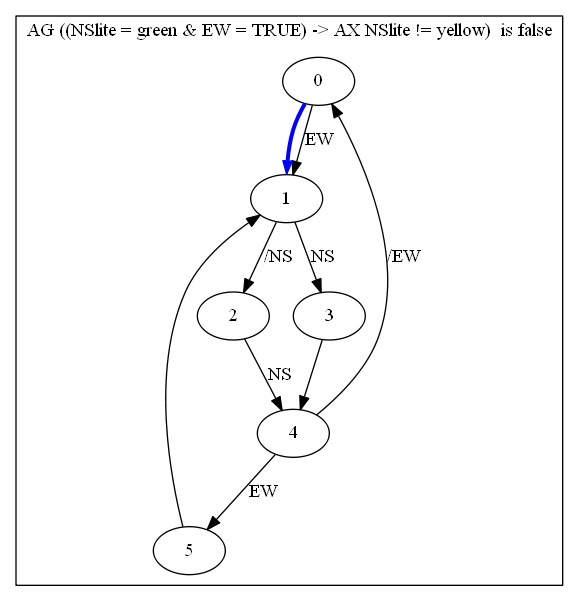 AG ((NSlite = green & EW = TRUE) -> AX NSlite != yellow)  is false
0
EW
1
/NS
NS
2
3
NS
/EW
4
EW
5